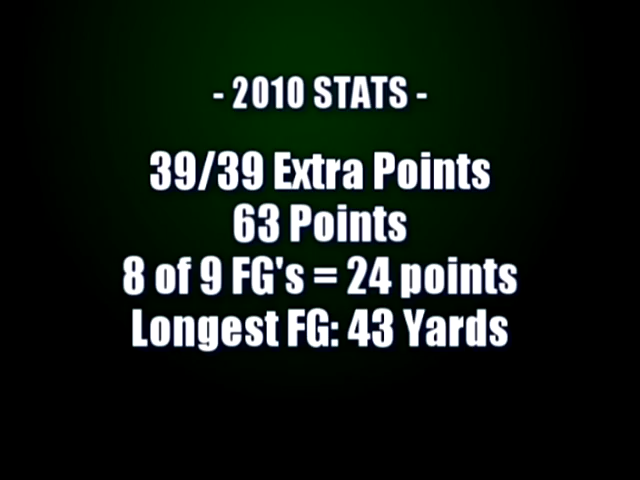 - 2010 STATS -
39/39 Extra Points
63 Points
8 of 9 FG's = 24 points
Longest FG: 43 Yards